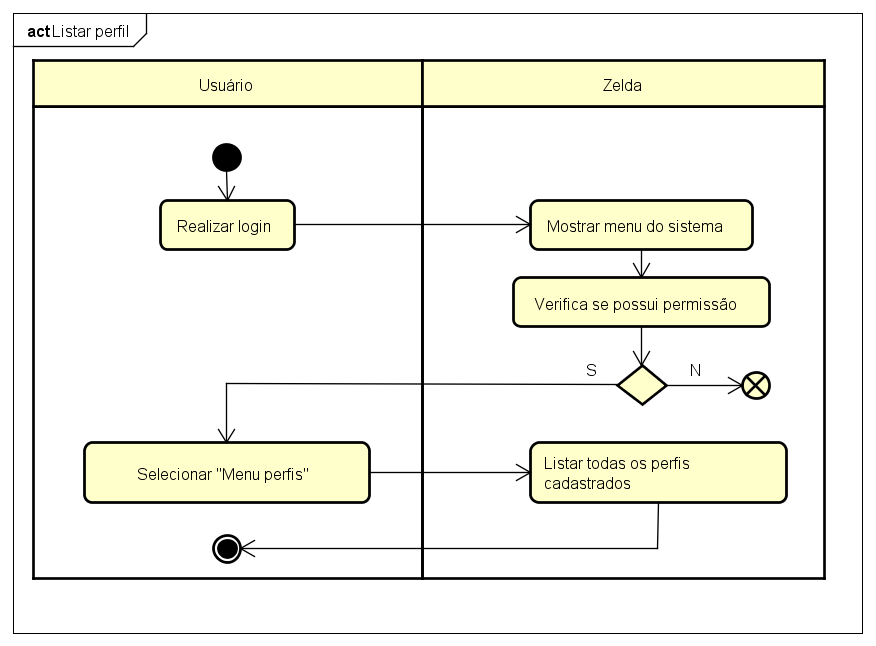 act Listar perfil
Usuário
Zelda
Realizar login
Mostrar menu do sistema
Verifica se possui permissão
S
N
Selecionar "Menu perfis"
Listar todas os perfis
cadastrados